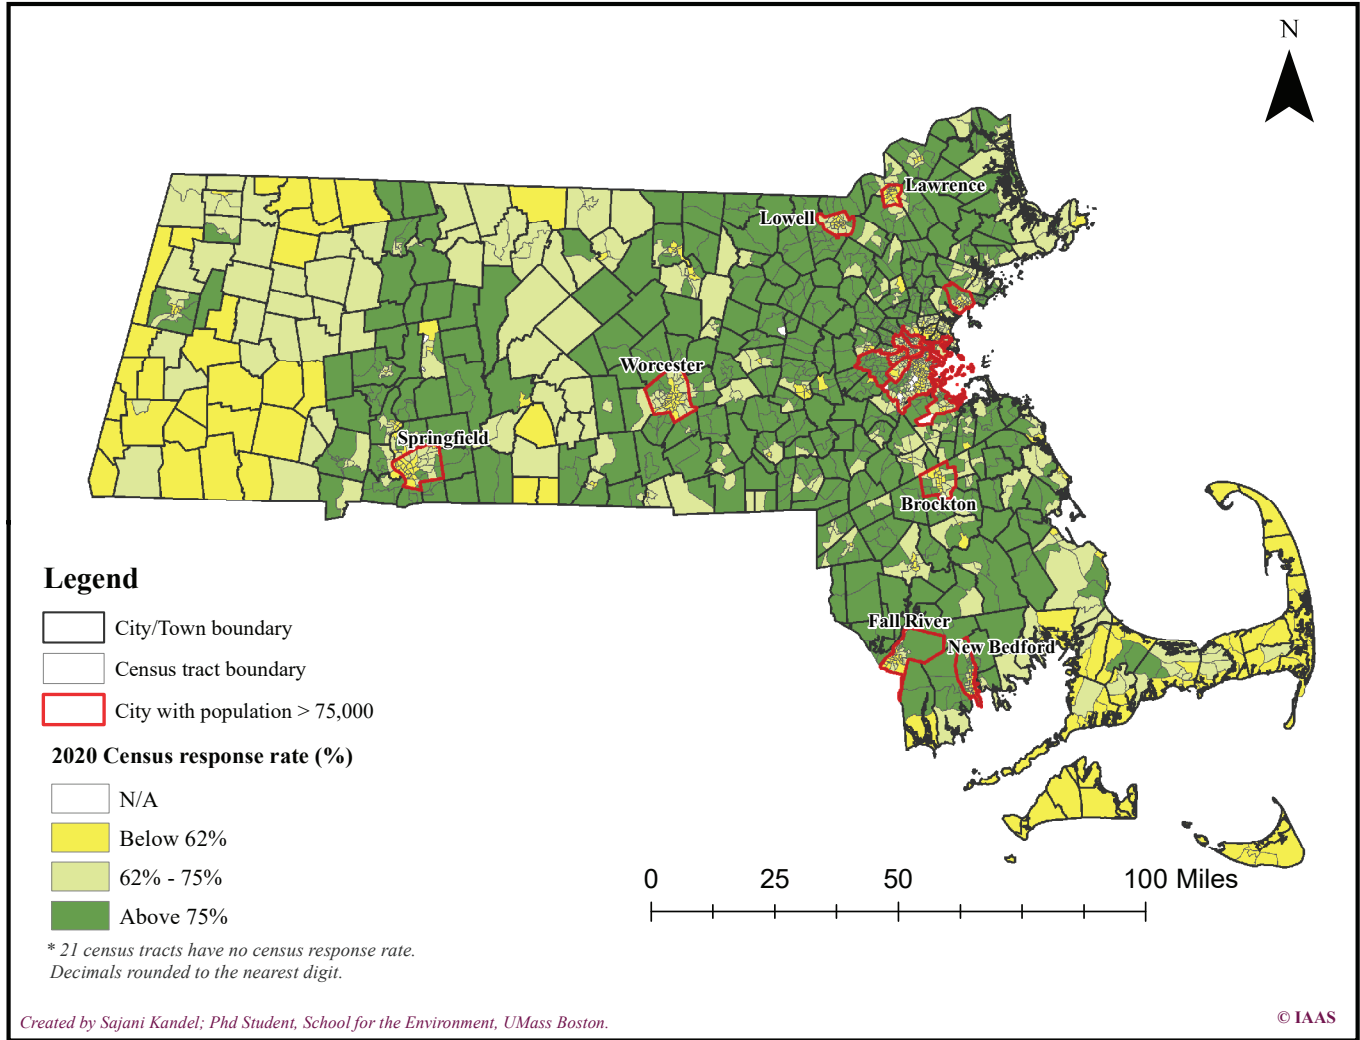 N
Lawrence
Lowell
Worcester
Springfield
Brockton
Fall River
New Bedford
Legend
City/Town boundary
Census tract boundary
City with population > 75,000
2020 Census response rate (%)
N/A
Below 62%
62% - 75%
Above 75%
* 21 census tracts have no census response rate.
Decimals rounded to the nearest digit.
0 25 50 100 Miles
Created by Sajani Kandel; Phd Student, School for the Environment, UMass Boston.
© IAAS